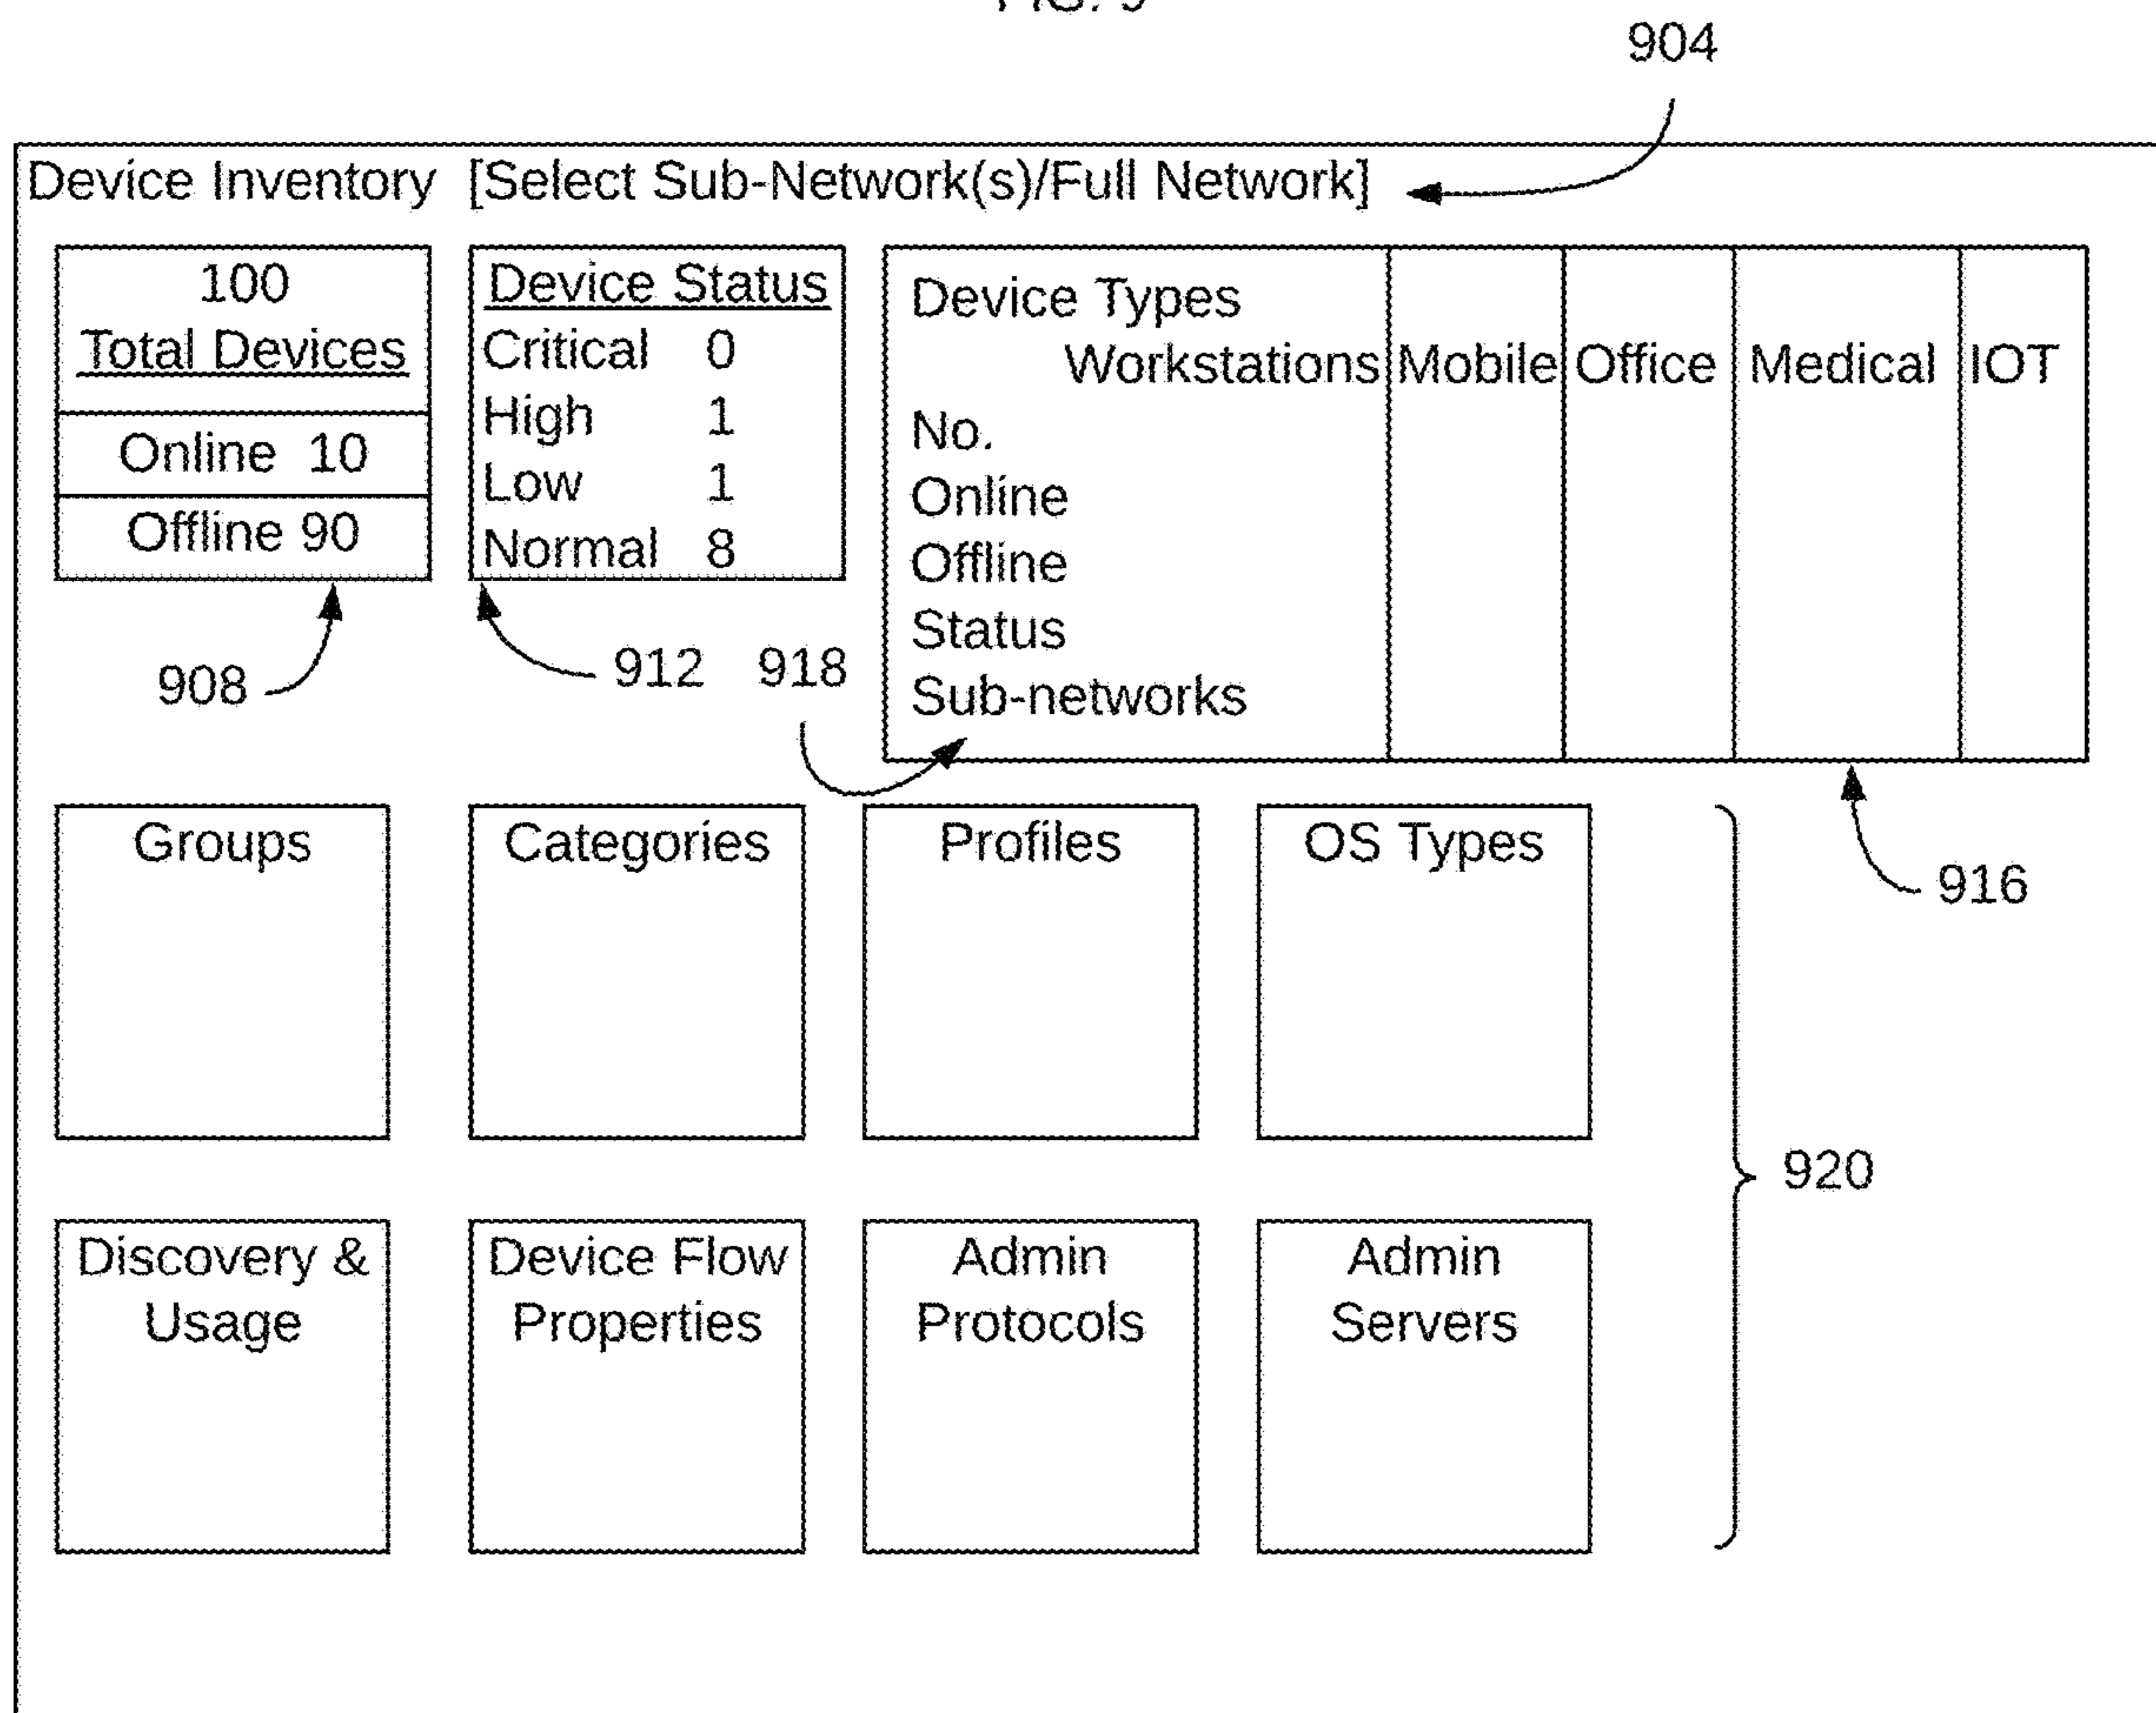 904
Device Inventory [Select Sub-Network(s)/Full Network]
100
Total Devices
Online 10
Offline 90
Device Status
Critical 0
High 1
Low 1
Normal 8
Device Types
Workstations Mobile Office Medical IOT
No.
Online
Offline
Status
Sub-networks
908
912
918
916
Groups
Categories
Profiles
OS Types
920
Discovery &
Usage
Device Flow
Properties
Admin
Protocols
Admin
Servers